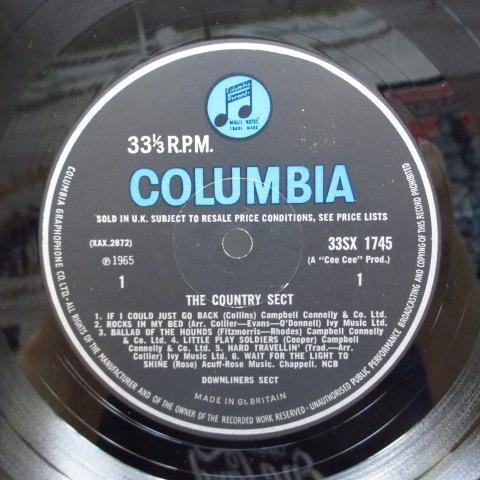 Columbia
Records
MAGIC NOTES
TRADE MARK
33⅓ R.P.M.
COLUMBIA
SOLD IN U.K. SUBJECT TO RESALE PRICE CONDITIONS, SEE PRICE LISTS
(XAX.2872)
33SX 1745
℗1965
(A "Cee Cee" Prod.)
1
1
THE COUNTRY SECT
1. IF I COULD JUST GO BACK (Collins) Campbell Connelly & Co. Ltd.
2. ROCKS IN MY BED (Arr. Collier—Evans—O'Donnell) Ivy Music Ltd.
3. BALLAD OF THE HOUNDS (Fitzmorris—Rhodes) Campbell Connelly
& Co. Ltd. 4. LITTLE PLAY SOLDIERS (Cooper) Campbell
Connelly & Co. Ltd. 5. HARD TRAVELLIN' (Trad.—Arr.
Collier) Ivy Music Ltd. 6. WAIT FOR THE LIGHT TO
SHINE (Rose) Acuff-Rose Music. Chappell. NCB
DOWNLINERS SECT
MADE IN Gt. BRITAIN
COLUMBIA GRAPHOPHONE CO. LTD. ALL RIGHTS OF THE MANUFACTURER AND OF THE OWNER OF THE RECORDED WORK RESERVED—UNAUTHORISED PUBLIC PERFORMANCE BROADCASTING AND COPYING OF THIS RECORD PROHIBITED